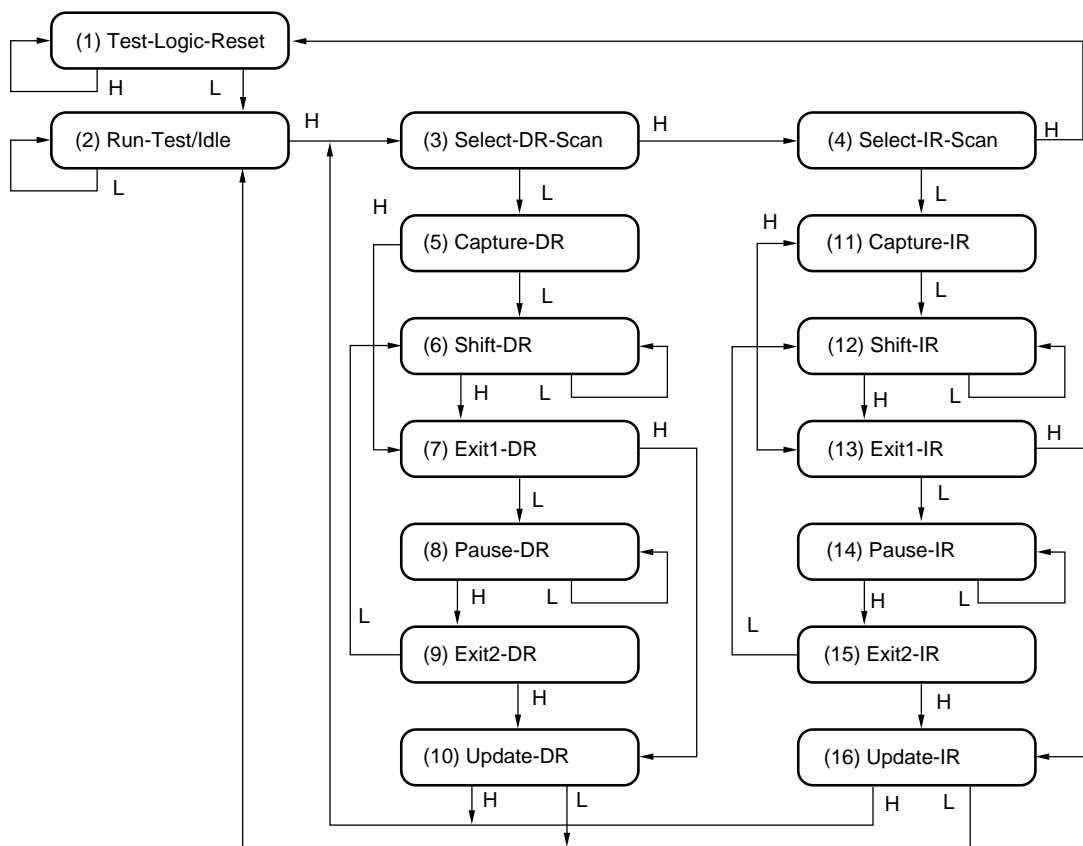 (1) Test-Logic-Reset
H
L
(2) Run-Test/Idle
H
L
(3) Select-DR-Scan
H
L
(4) Select-IR-Scan
H
L
H
(5) Capture-DR
L
H
(11) Capture-IR
L
(6) Shift-DR
H
L
(12) Shift-IR
H
L
(7) Exit1-DR
H
L
(13) Exit1-IR
H
L
(8) Pause-DR
H
L
(14) Pause-IR
H
L
L
(9) Exit2-DR
H
L
(15) Exit2-IR
H
(10) Update-DR
H
L
(16) Update-IR
H
L